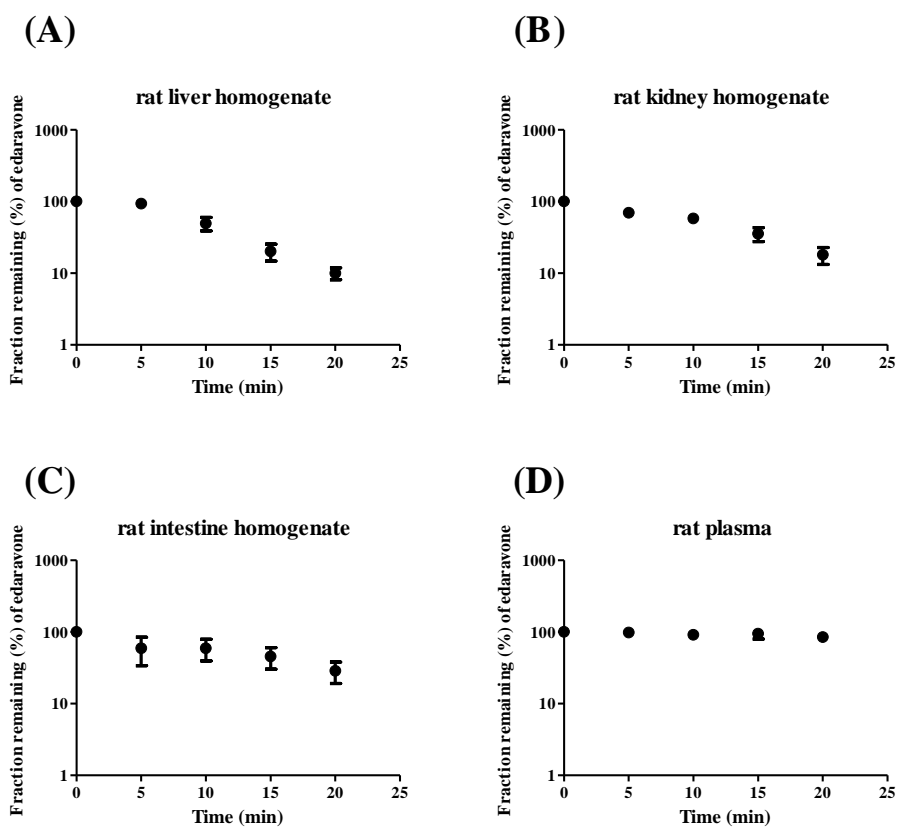 (A)
rat liver homogenate
Fraction remaining (%) of edaravone
1000
100
10
1
0 5 10 15 20 25
Time (min)
(B)
rat kidney homogenate
Fraction remaining (%) of edaravone
1000
100
10
1
0 5 10 15 20 25
Time (min)
(C)
rat intestine homogenate
Fraction remaining (%) of edaravone
1000
100
10
1
0 5 10 15 20 25
Time (min)
(D)
rat plasma
Fraction remaining (%) of edaravone
1000
100
10
1
0 5 10 15 20 25
Time (min)